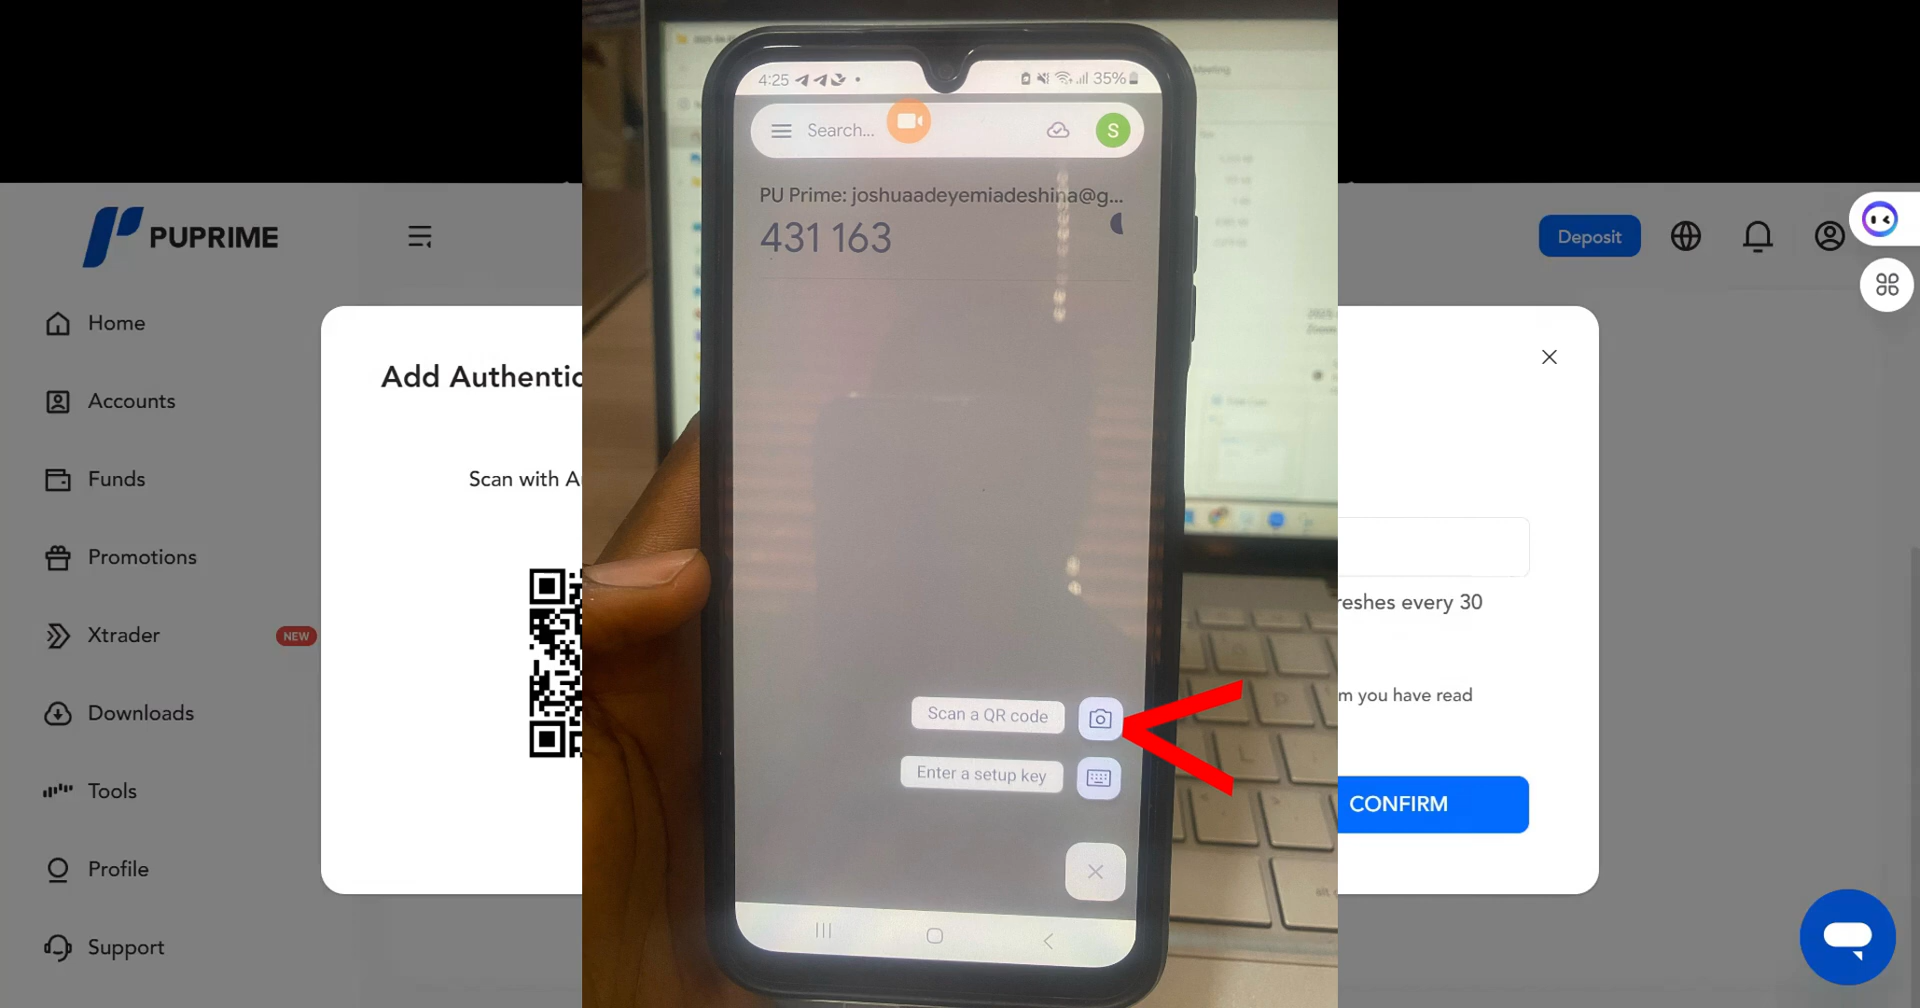 4:25
35%
Search...
S
PU Prime: joshuaadeyemiadeshina@g...
431 163
PUPRIME
Deposit
Home
Accounts
Funds
Promotions
Xtrader
NEW
Downloads
Tools
Profile
Support
Add Authentic
Scan with A
reshes every 30
m you have read
CONFIRM
Scan a QR code
Enter a setup key
Meeting